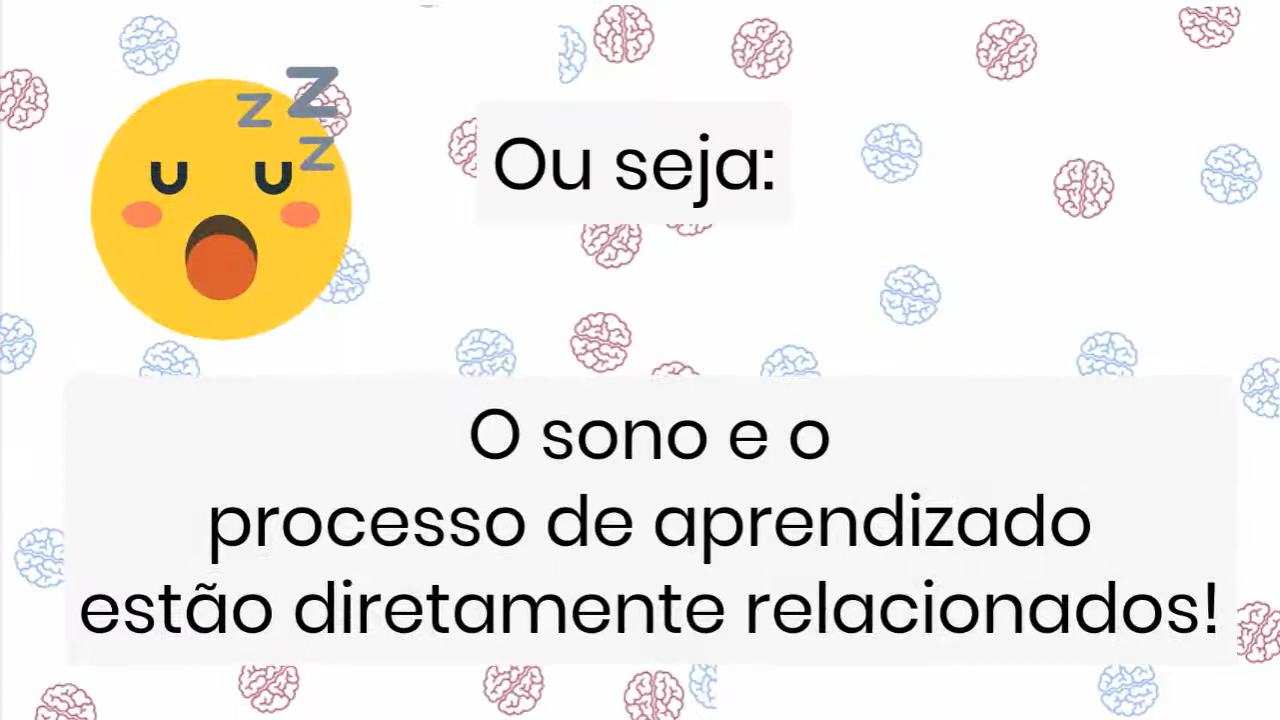 z Z
z
Ou seja:
O sono e o
processo de aprendizado
estão diretamente relacionados!